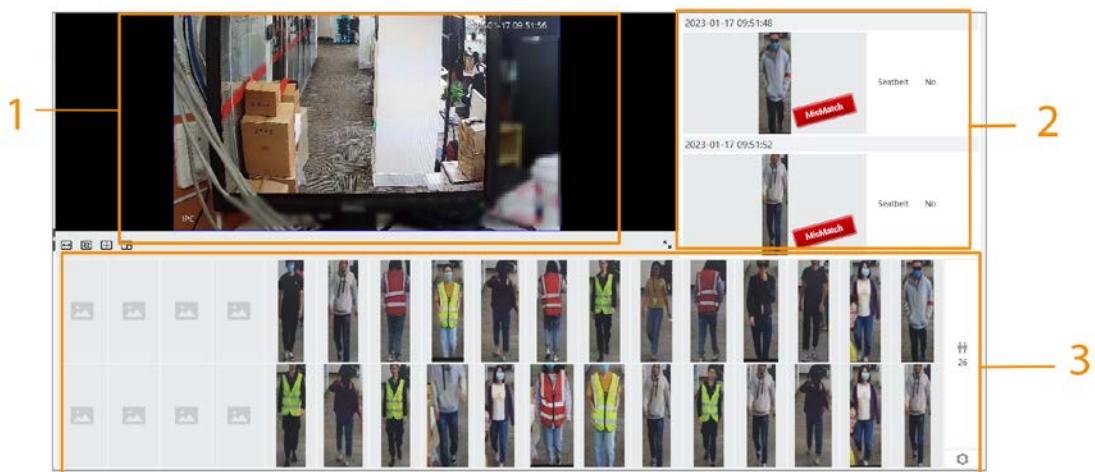 1
2023-01-17 09:51:56
IPC
2
2023-01-17 09:51:48
Seatbelt No
MisMatch
2023-01-17 09:51:52
Seatbelt No
MisMatch
3
26